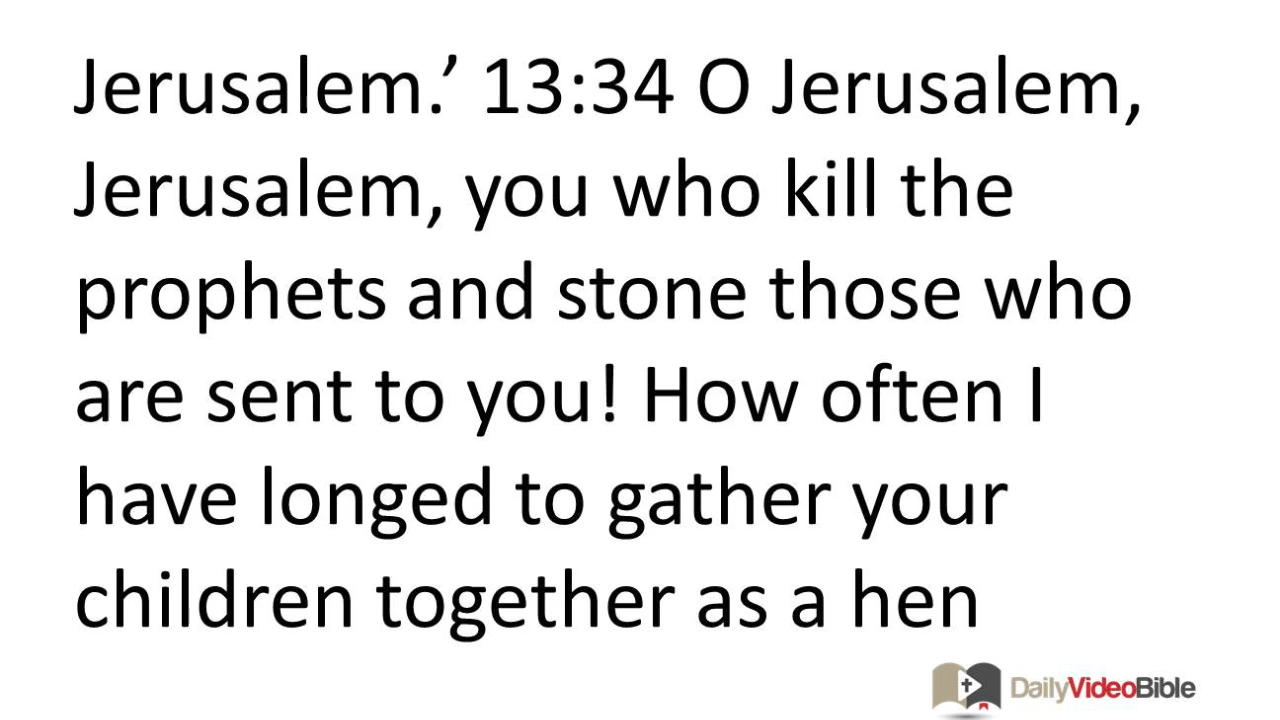 Jerusalem.’ 13:34 O Jerusalem,
Jerusalem, you who kill the
prophets and stone those who
are sent to you! How often I
have longed to gather your
children together as a hen
DailyVideoBible